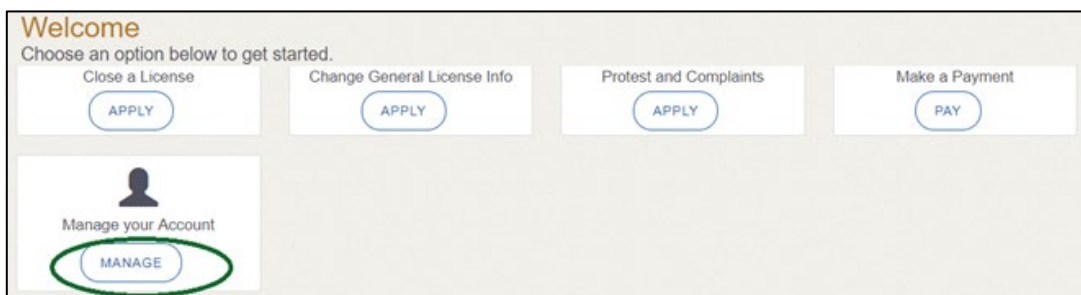 Welcome
Choose an option below to get started.
Close a License
APPLY
Change General License Info
APPLY
Protest and Complaints
APPLY
Make a Payment
PAY
Manage your Account
MANAGE